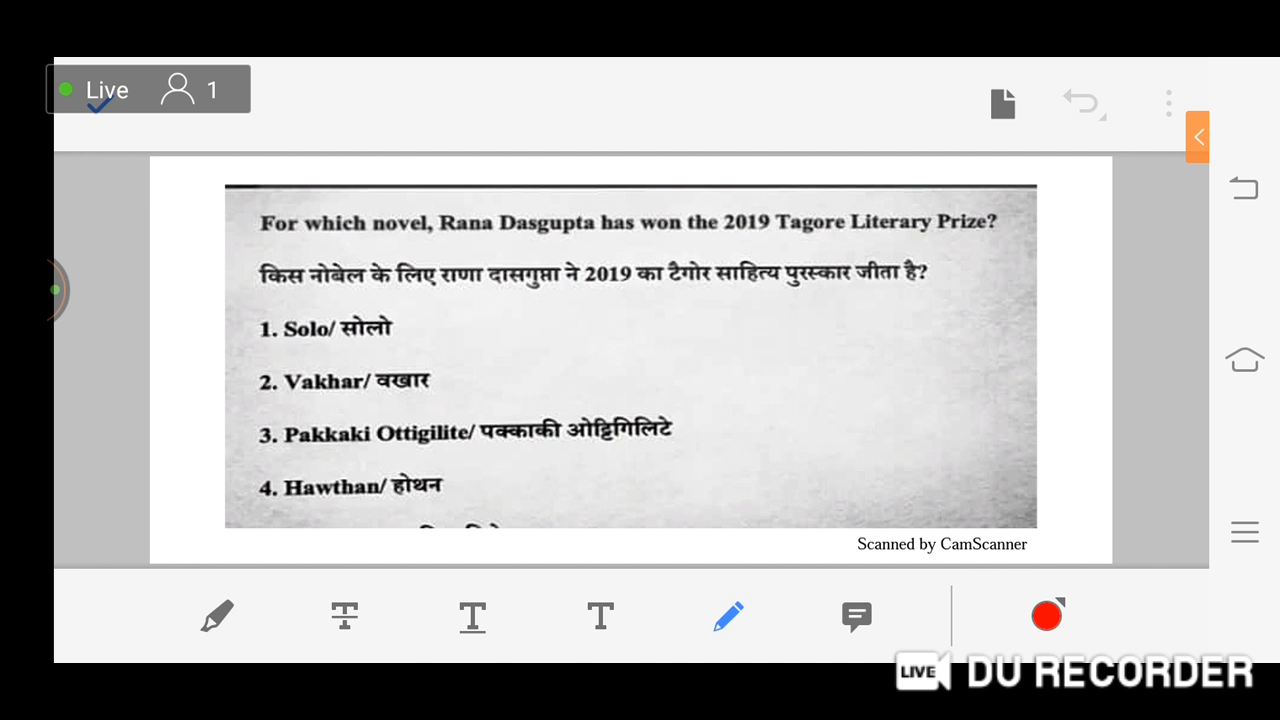 Live 1
For which novel, Rana Dasgupta has won the 2019 Tagore Literary Prize?
किस नोबेल के लिए राणा दासगुप्ता ने 2019 का टैगोर साहित्य पुरस्कार जीता है?
1. Solo/ सोलो
2. Vakhar/ वखार
3. Pakkaki Ottigilite/ पक्काकी ओट्टिगिलिटे
4. Hawthan/ होथन
Scanned by CamScanner
T T T
LIVE DU RECORDER